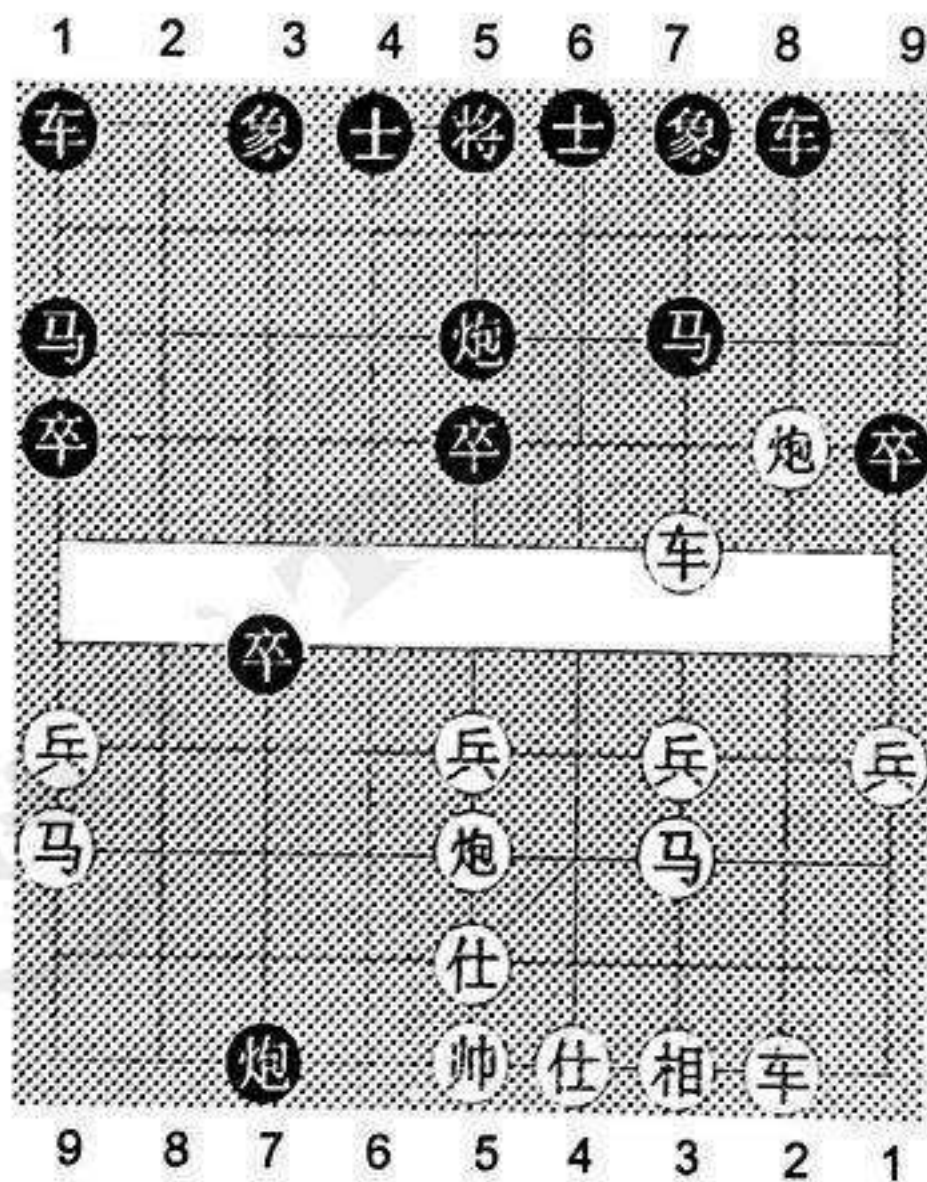 1 2 3 4 5 6 7 8 9
车 象 士 将 士 象 车
马 炮 马
卒 卒 炮 卒
车
卒
兵 兵 兵 兵
马 炮 马
仕
炮 帅 仕 相 车
9 8 7 6 5 4 3 2 1